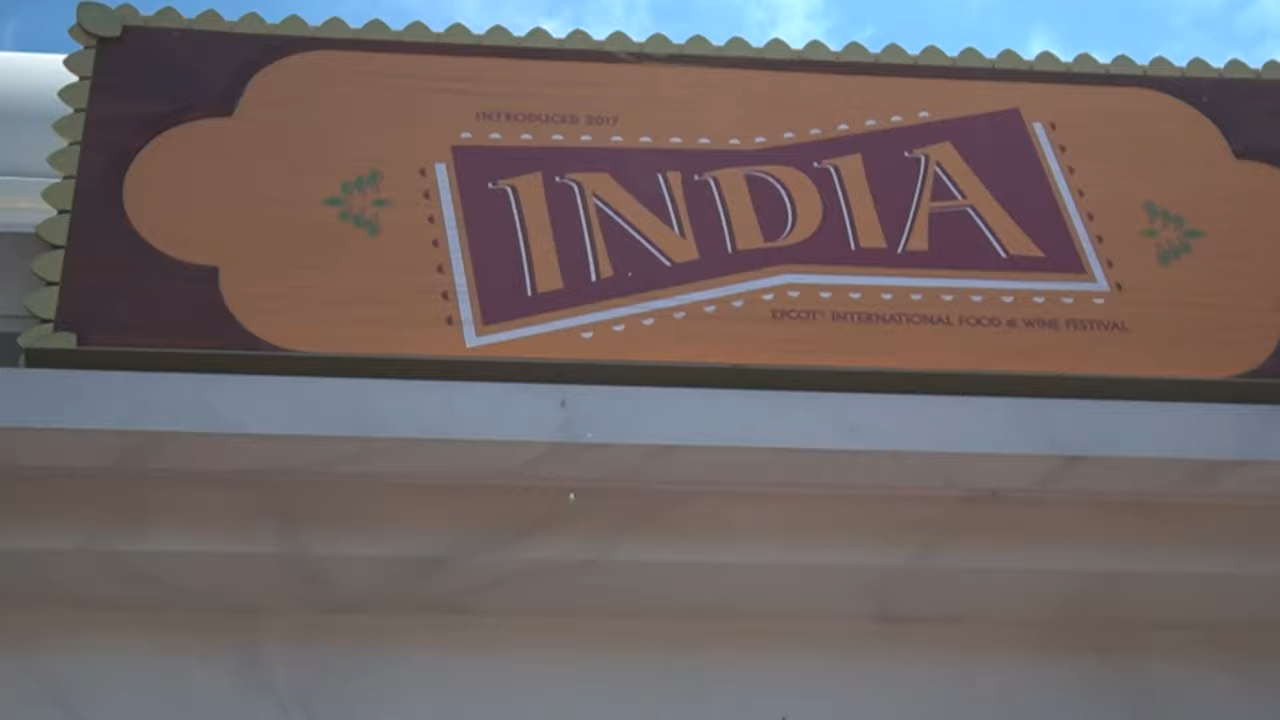 INTRODUCED 2017
INDIA
EPCOT® INTERNATIONAL FOOD & WINE FESTIVAL